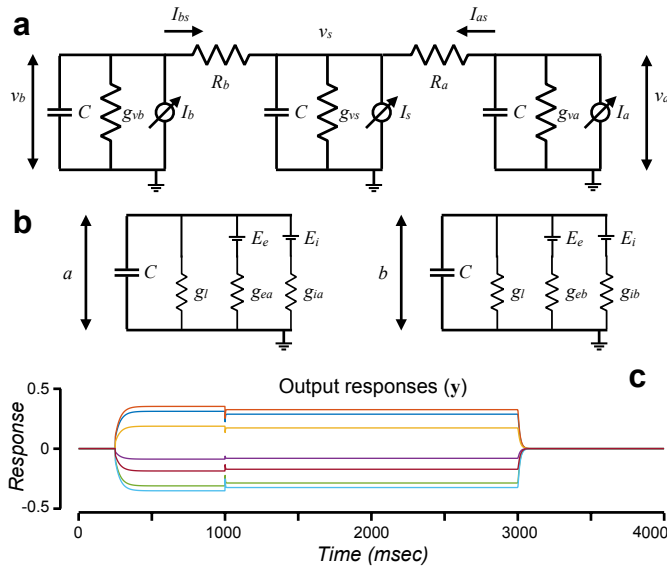 a
I_bs
v_s
I_as
R_b
R_a
v_b
C
g_vb
I_b
C
g_vs
I_s
C
g_va
I_a
v_a
b
a
C
g_l
E_e
g_ea
E_i
g_ia
b
C
g_l
E_e
g_eb
E_i
g_ib
c
Output responses (y)
Response
0.5
0
-0.5
0
1000
2000
3000
4000
Time (msec)